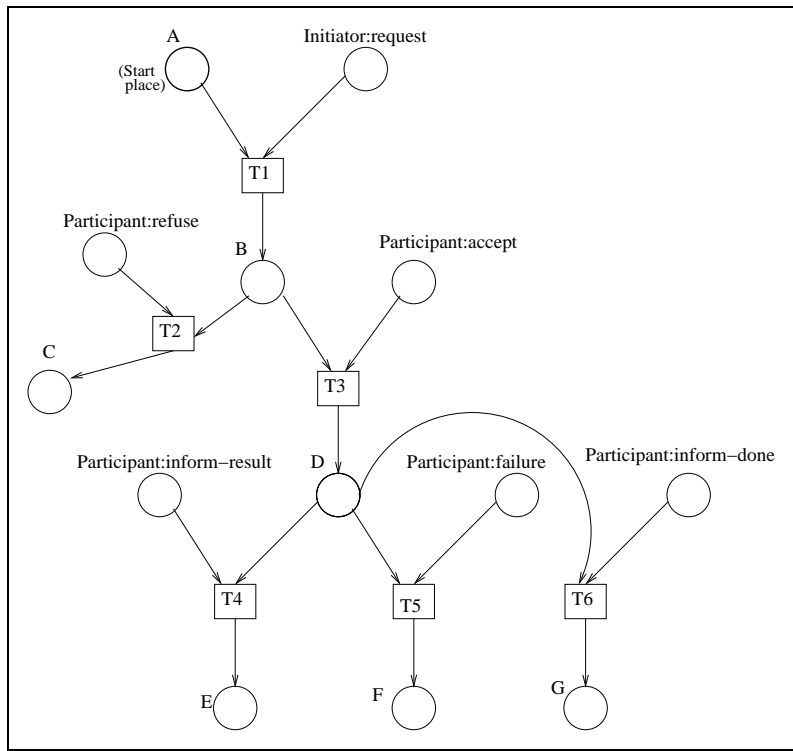 A
Initiator:request
(Start
place)
T1
Participant:refuse
B
Participant:accept
T2
C
T3
Participant:inform−result
D
Participant:failure
Participant:inform−done
T4
T5
T6
E
F
G